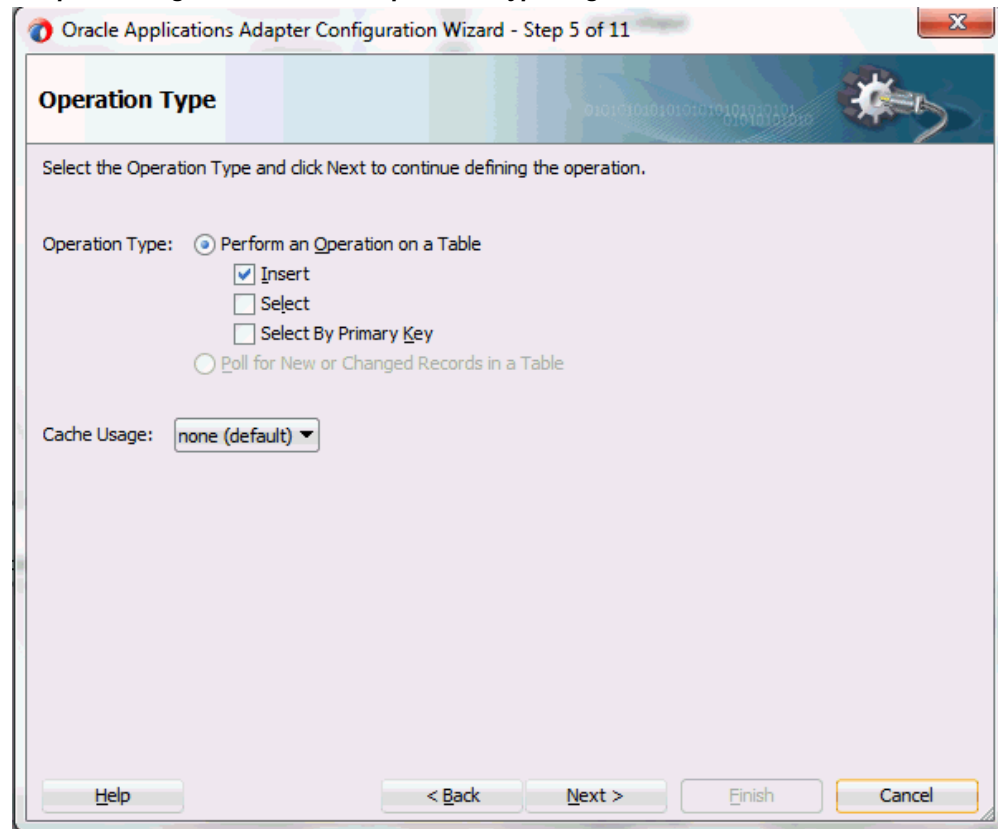 Oracle Applications Adapter Configuration Wizard - Step 5 of 11
Operation Type
Select the Operation Type and click Next to continue defining the operation.
Operation Type: Perform an Operation on a Table
Insert
Select
Select By Primary Key
Poll for New or Changed Records in a Table
Cache Usage: none (default)
Help < Back Next > Finish Cancel